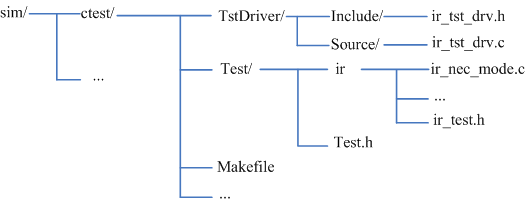 sim/ ctest/ TstDriver/ Include/ ir_tst_drv.h
Source/ ir_tst_drv.c
... Test/ ir ir_nec_mode.c
...
ir_test.h
Test.h
Makefile
...